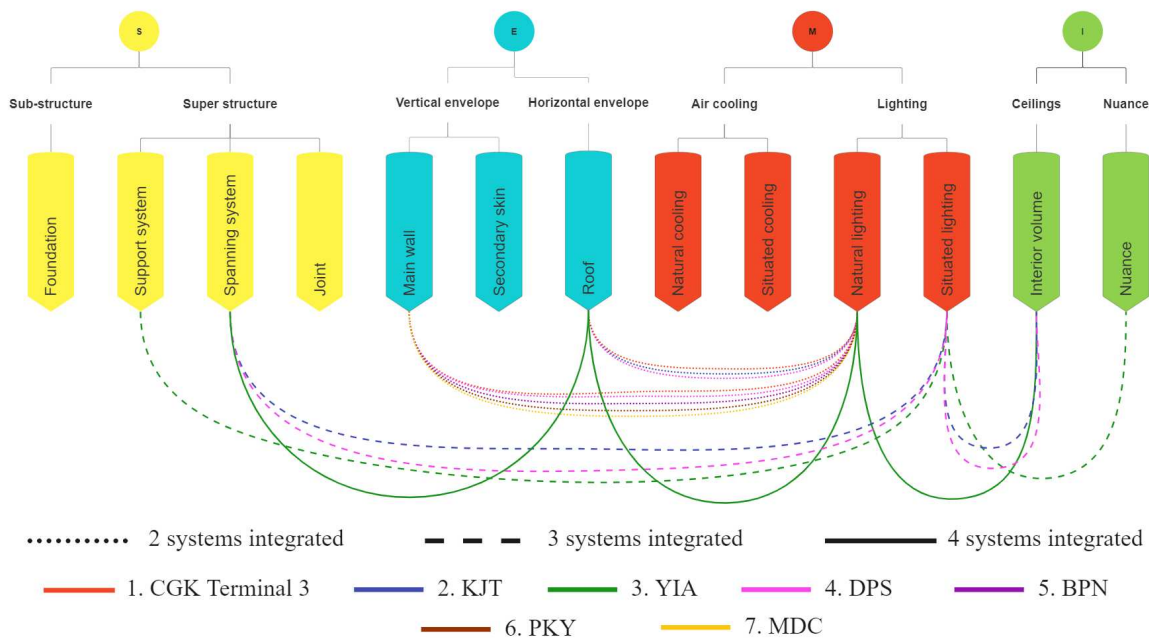 S E M I
Sub-structure Super structure Vertical envelope Horizontal envelope Air cooling Lighting Ceilings Nuance
Foundation
Support system
Spanning system
Joint
Main wall
Secondary skin
Roof
Natural cooling
Situated cooling
Natural lighting
Situated lighting
Interior volume
Nuance
2 systems integrated 3 systems integrated 4 systems integrated
1. CGK Terminal 3 2. KJT 3. YIA 4. DPS 5. BPN
6. PKY 7. MDC